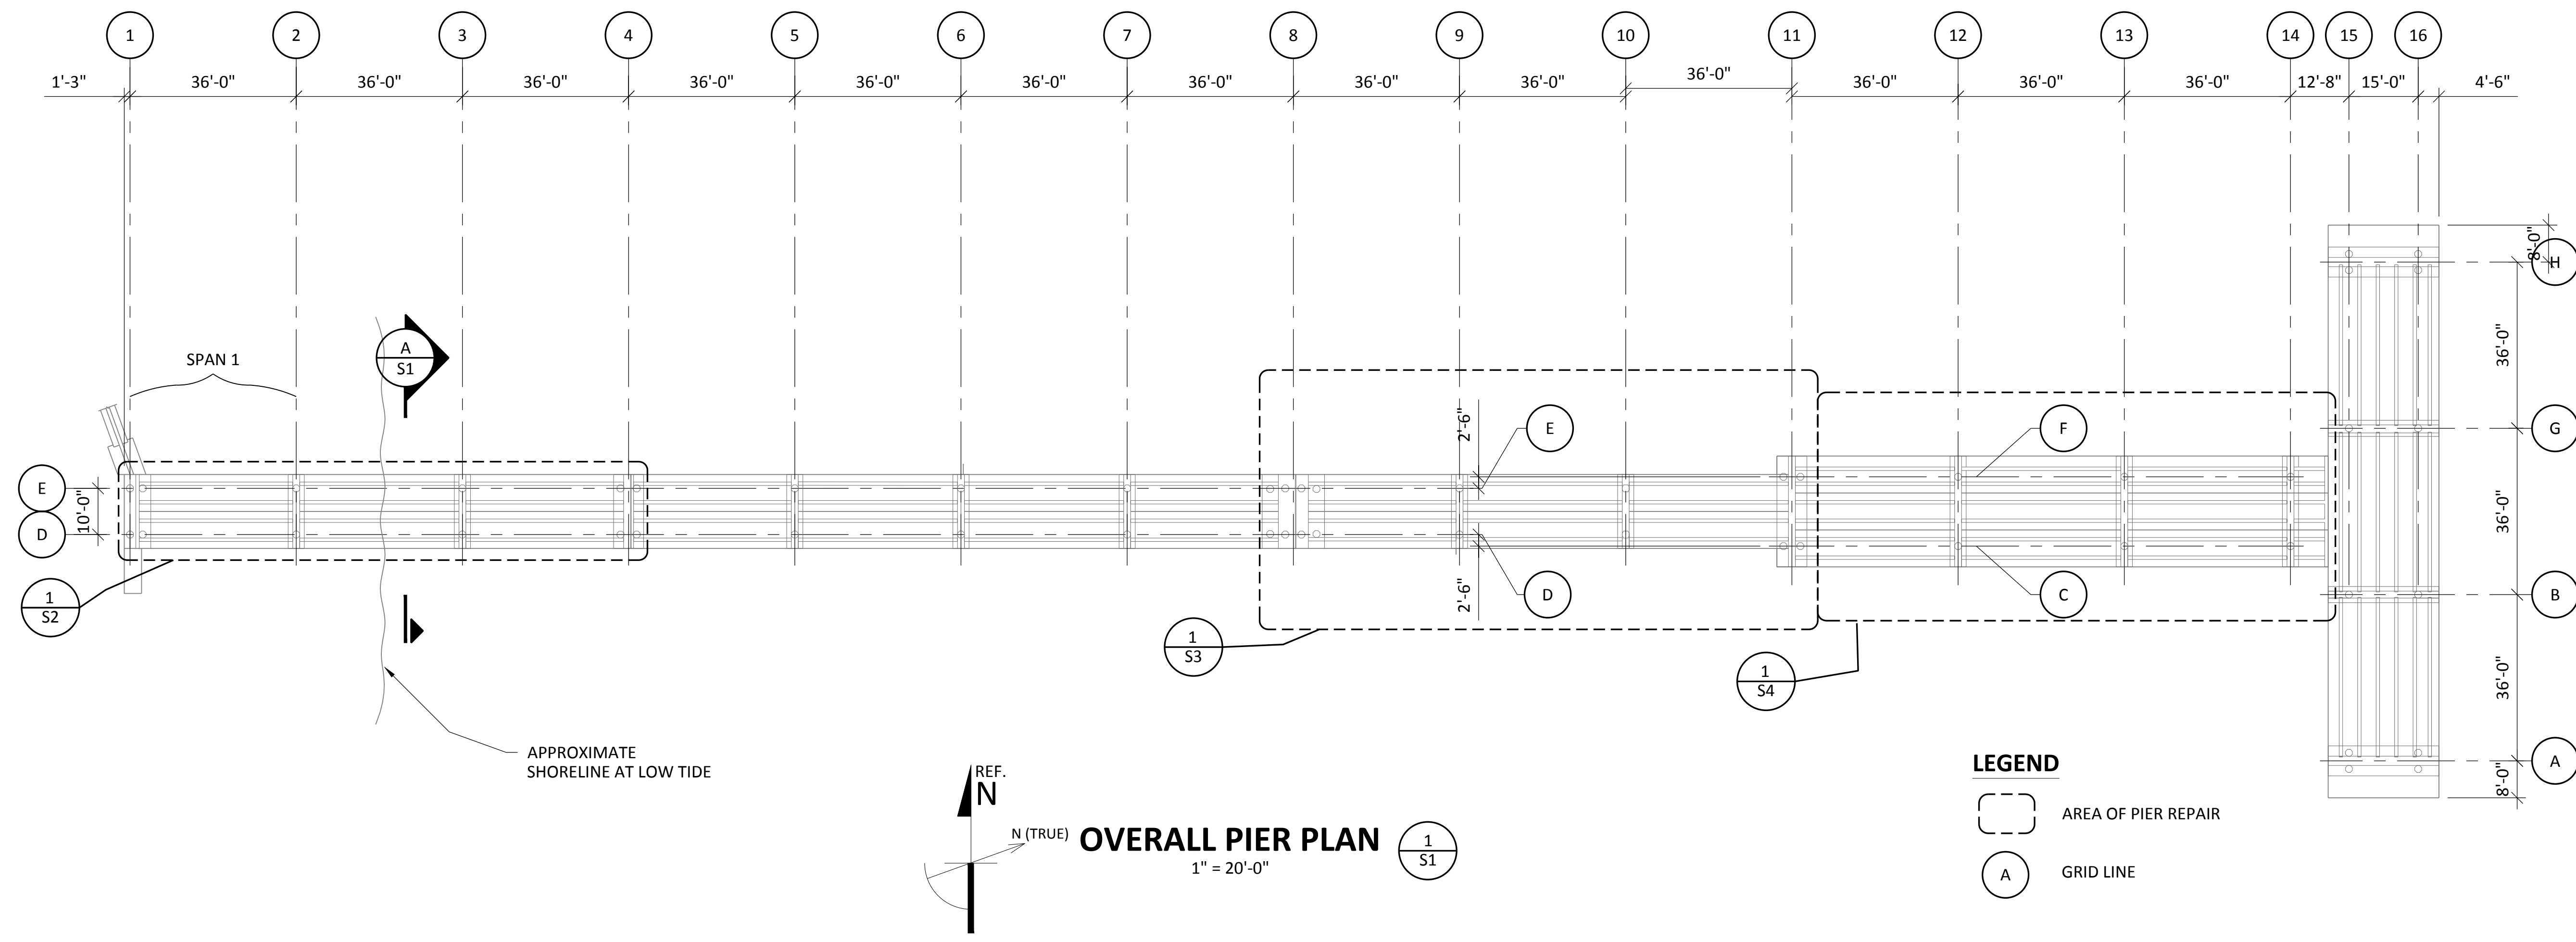 1 2 3 4 5 6 7 8 9 10 11 12 13 14 15 16
1'-3" 36'-0" 36'-0" 36'-0" 36'-0" 36'-0" 36'-0" 36'-0" 36'-0" 36'-0" 36'-0" 36'-0" 36'-0" 36'-0" 12'-8" 15'-0" 4'-6"
8'-0"
H
36'-0"
SPAN 1
A
S1
2'-6"
E
F
G
E
10'-0"
D
36'-0"
2'-6"
D
C
B
1
S2
1
S3
1
S4
36'-0"
APPROXIMATE
SHORELINE AT LOW TIDE
A
8'-0"
REF.
N
N (TRUE)
OVERALL PIER PLAN
1" = 20'-0"
1
S1
LEGEND
AREA OF PIER REPAIR
A
GRID LINE